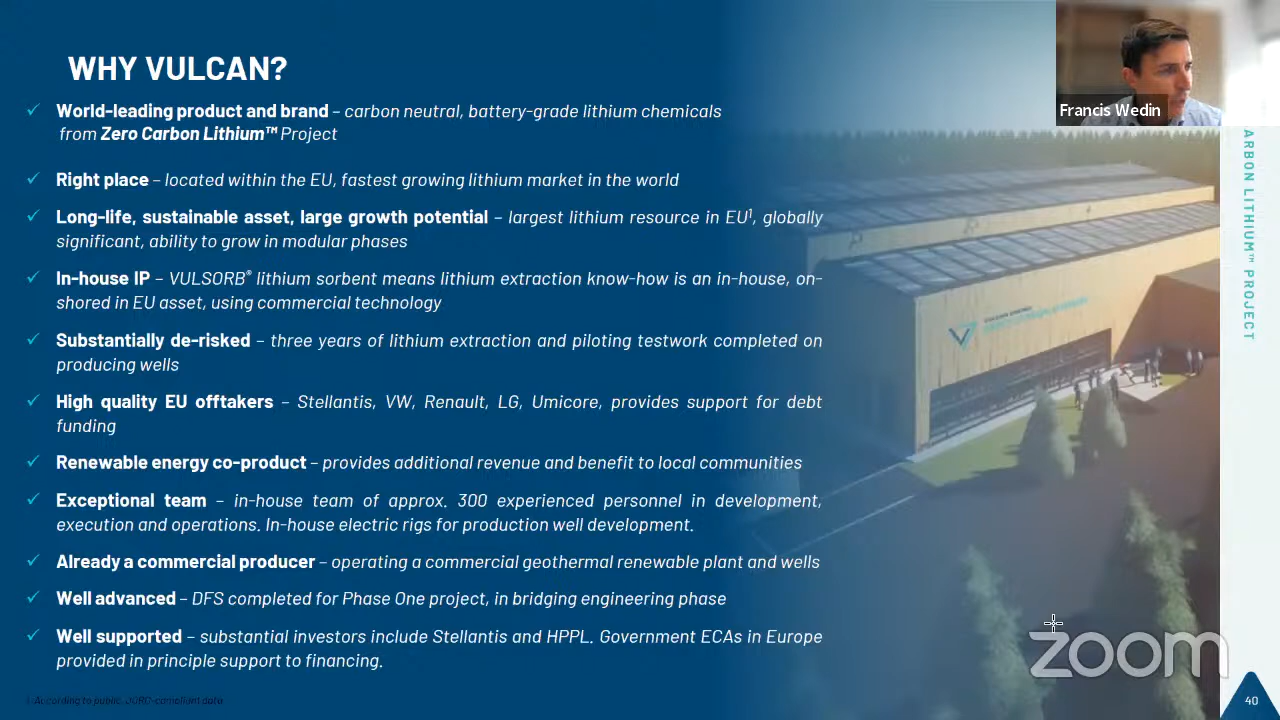 WHY VULCAN?
Francis Wedin
✓ World-leading product and brand – carbon neutral, battery-grade lithium chemicals
from Zero Carbon Lithium™ Project
✓ Right place – located within the EU, fastest growing lithium market in the world
✓ Long-life, sustainable asset, large growth potential – largest lithium resource in EU¹, globally
significant, ability to grow in modular phases
✓ In-house IP – VULSORB® lithium sorbent means lithium extraction know-how is an in-house, on-
shored in EU asset, using commercial technology
✓ Substantially de-risked – three years of lithium extraction and piloting testwork completed on
producing wells
✓ High quality EU offtakers – Stellantis, VW, Renault, LG, Umicore, provides support for debt
funding
✓ Renewable energy co-product – provides additional revenue and benefit to local communities
✓ Exceptional team – in-house team of approx. 300 experienced personnel in development,
execution and operations. In-house electric rigs for production well development.
✓ Already a commercial producer – operating a commercial geothermal renewable plant and wells
✓ Well advanced – DFS completed for Phase One project, in bridging engineering phase
✓ Well supported – substantial investors include Stellantis and HPPL. Government ECAs in Europe
provided in principle support to financing.
1. According to public, JORC-compliant data
ARBON LITHIUM™ PROJECT
zoom
40